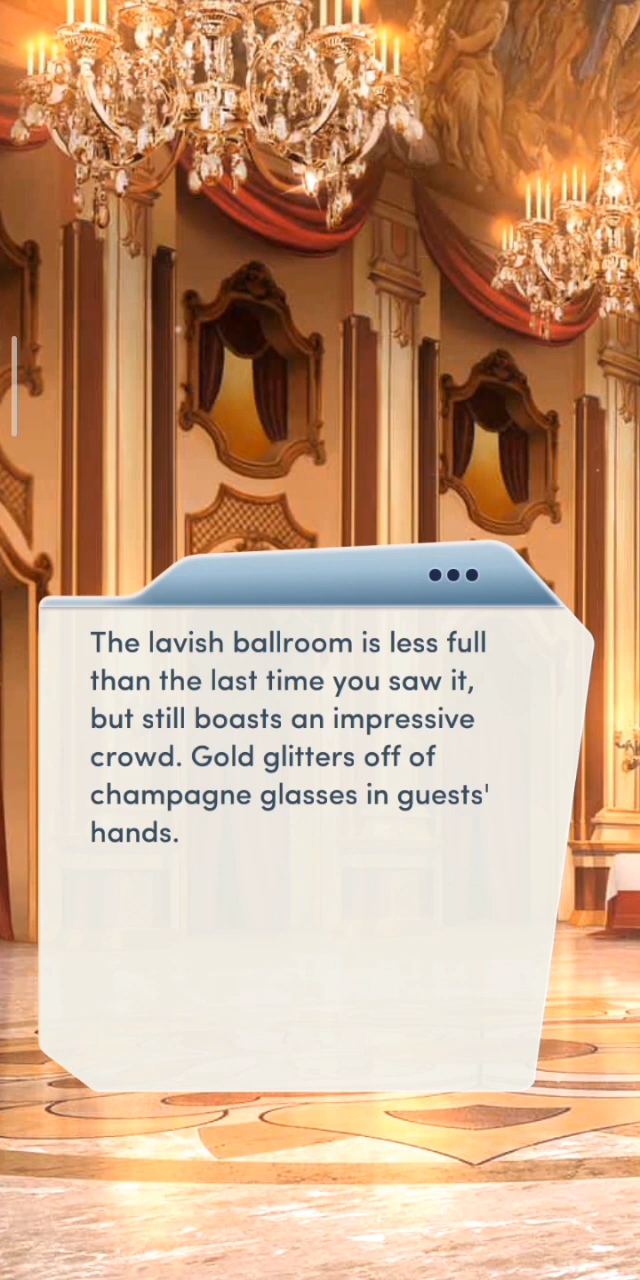 The lavish ballroom is less full
than the last time you saw it,
but still boasts an impressive
crowd. Gold glitters off of
champagne glasses in guests'
hands.